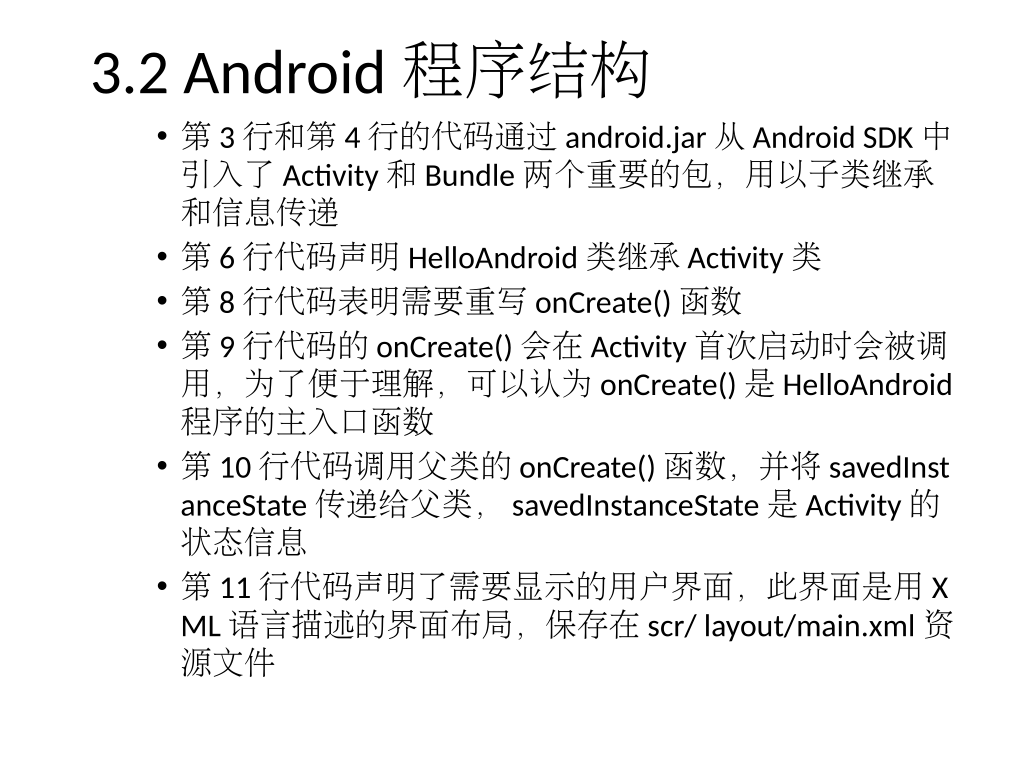 3.2 Android 程序结构
• 第 3 行和第 4 行的代码通过 android.jar 从 Android SDK 中
引入了 Activity 和 Bundle 两个重要的包，用以子类继承
和信息传递
• 第 6 行代码声明 HelloAndroid 类继承 Activity 类
• 第 8 行代码表明需要重写 onCreate() 函数
• 第 9 行代码的 onCreate() 会在 Activity 首次启动时会被调
用，为了便于理解，可以认为 onCreate() 是 HelloAndroid
程序的主入口函数
• 第 10 行代码调用父类的 onCreate() 函数，并将 savedInst
anceState 传递给父类， savedInstanceState 是 Activity 的
状态信息
• 第 11 行代码声明了需要显示的用户界面，此界面是用 X
ML 语言描述的界面布局，保存在 scr/ layout/main.xml 资
源文件